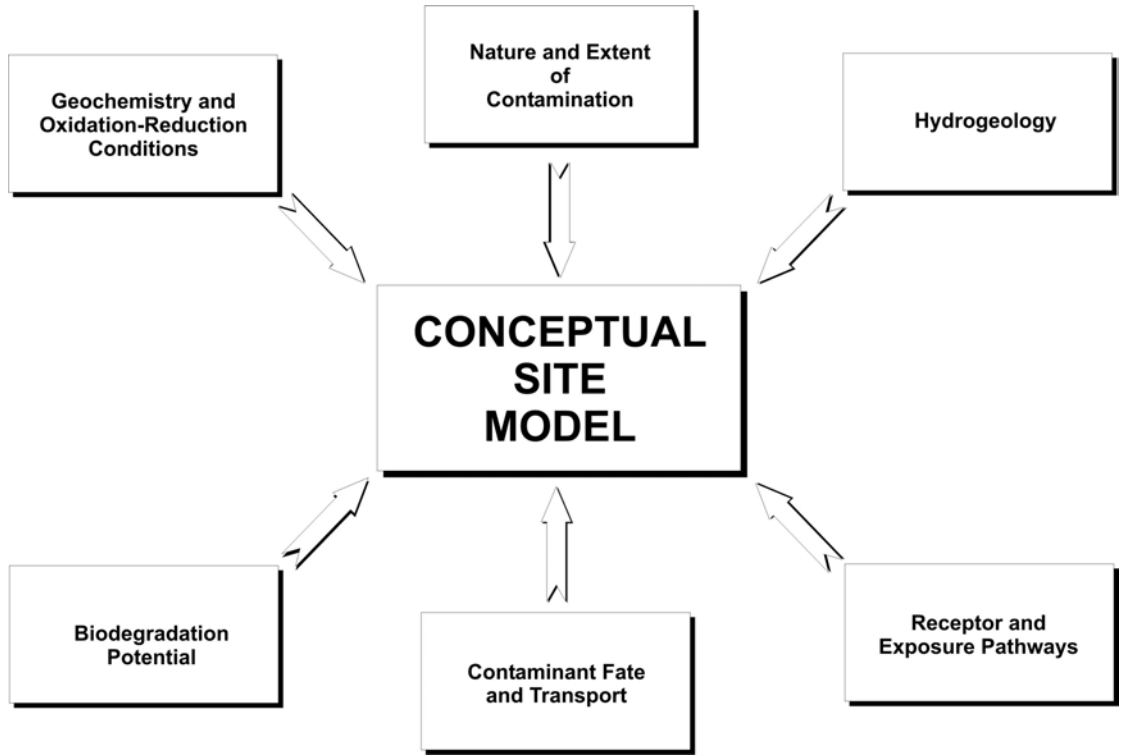 Geochemistry and
Oxidation-Reduction
Conditions
Nature and Extent
of
Contamination
Hydrogeology
CONCEPTUAL
SITE
MODEL
Biodegradation
Potential
Contaminant Fate
and Transport
Receptor and
Exposure Pathways